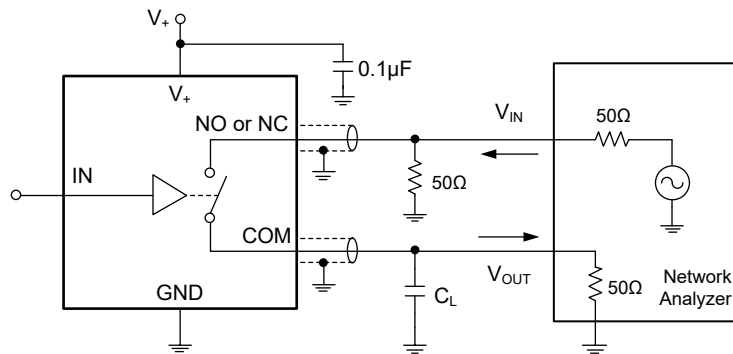 V+
0.1µF
V+
NO or NC
VIN
50Ω
50Ω
IN
COM
VOUT
GND
CL
50Ω
Network
Analyzer